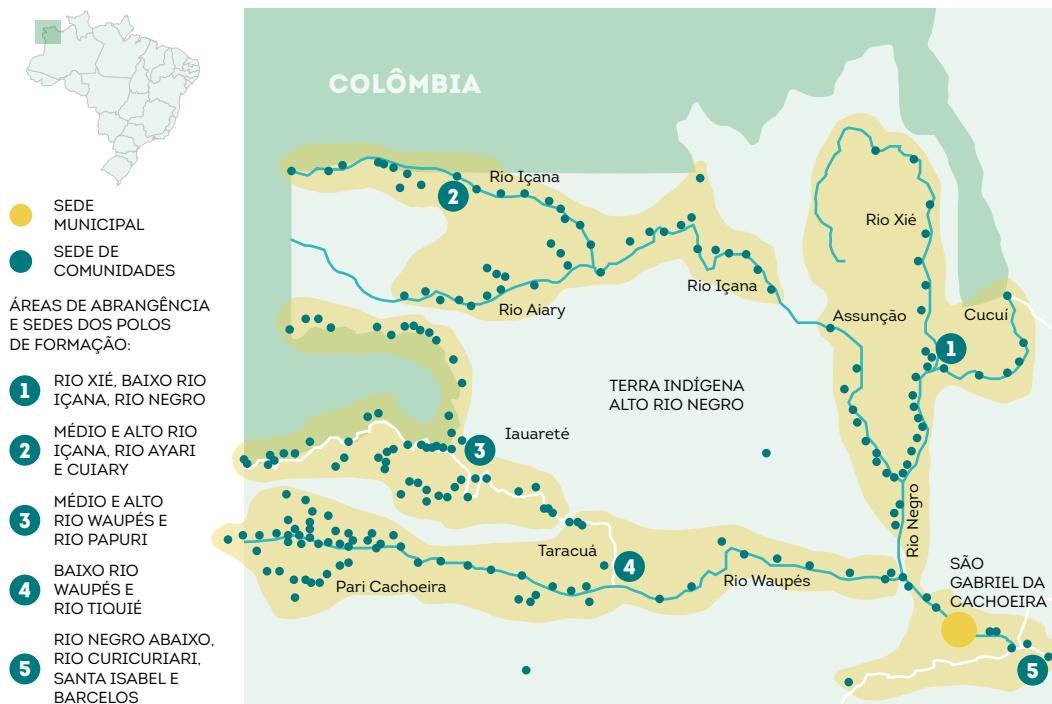 SEDE
MUNICIPAL
SEDE DE
COMUNIDADES
ÁREAS DE ABRANGÊNCIA
E SEDES DOS POLOS
DE FORMAÇÃO:
1
RIO XIÉ, BAIXO RIO
IÇANA, RIO NEGRO
2
MÉDIO E ALTO RIO
IÇANA, RIO AYARI
E CUIARY
3
MÉDIO E ALTO
RIO WAUPÉS E
RIO PAPURI
4
BAIXO RIO
WAUPÉS E
RIO TIQUIÉ
5
RIO NEGRO ABAIXO,
RIO CURICURIARI,
SANTA ISABEL E
BARCELOS
COLÔMBIA
Rio Içana
2
Rio Xié
Rio Içana
Rio Aiary
Assunção
Cucuí
1
TERRA INDÍGENA
ALTO RIO NEGRO
Iauareté
3
Rio Negro
Taracuá
4
Pari Cachoeira
Rio Waupés
SÃO
GABRIEL DA
CACHOEIRA
5